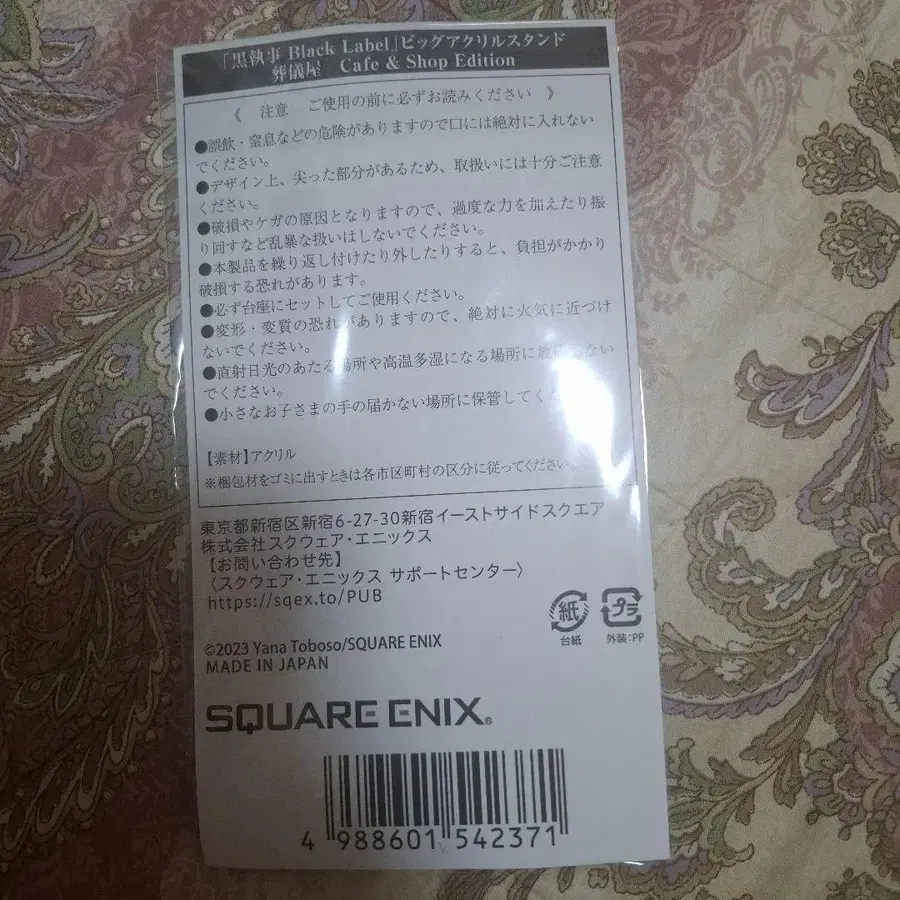 「黒執事 Black Label」ビッグアクリルスタンド
葬儀屋 Cafe & Shop Edition
《 注意 ご使用の前に必ずお読みください 》
●誤飲・窒息などの危険がありますので口には絶対に入れない
でください。
●デザイン上、尖った部分があるため、取扱いには十分ご注意
ください。
●破損やケガの原因となりますので、過度な力を加えたり振
り回すなど乱暴な扱いはしないでください。
●本製品を繰り返し付けたり外したりすると、負担がかかり
破損する恐れがあります。
●必ず台座にセットしてご使用ください。
●変形・変質の恐れがありますので、絶対に火気に近づけ
ないでください。
●直射日光のあたる場所や高温多湿になる場所に ない
でください。
●小さなお子さまの手の届かない場所に保管してく
【素材】アクリル
※梱包材をゴミに出すときは各市区町村の区分に従ってください。
東京都新宿区新宿6-27-30新宿イーストサイドスクエア
株式会社スクウェア・エニックス
【お問い合わせ先】
〈スクウェア・エニックス サポートセンター〉
https://sqex.to/PUB
紙 プラ
台紙 外装:PP
©2023 Yana Toboso/SQUARE ENIX
MADE IN JAPAN
SQUARE ENIX®
4 988601 542371